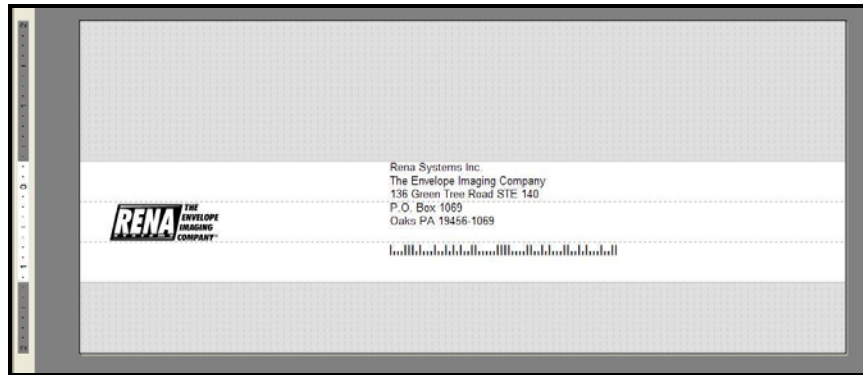 Rena Systems Inc.
The Envelope Imaging Company
136 Green Tree Road STE 140
P.O. Box 1069
Oaks PA 19456-1069
RENA
THE
ENVELOPE
IMAGING
COMPANY